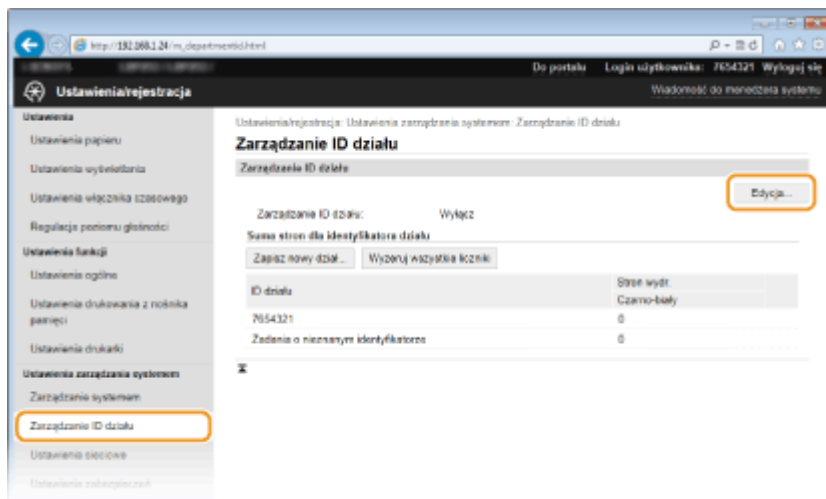 http://192.168.1.24/m_departmentid.html
Do portalu Login użytkownika: 7654321 Wyloguj się
Ustawienia/rejestracja
Wiadomość do menedżera systemu
Ustawienia
Ustawienia papieru
Ustawienia wyświetlania
Ustawienia włącznika czasowego
Regulacja poziomu głośności
Ustawienia funkcji
Ustawienia ogólne
Ustawienia drukowania z nośnika
pamięci
Ustawienia drukarki
Ustawienia zarządzania systemem
Zarządzanie systemem
Zarządzanie ID działu
Ustawienia sieciowe
Ustawienia zabezpieczeń
Ustawienia/rejestracja: Ustawienia zarządzania systemem: Zarządzanie ID działu
Zarządzanie ID działu
Zarządzanie ID działu
Edycja...
Zarządzanie ID działu: Wyłącz
Suma stron dla identyfikatora działu
Zapisz nowy dział... Wyzeruj wszystkie liczniki
ID działu
Stron wydr.
Czarno-biały
7654321 0
Zadania o nieznanym identyfikatorze 0